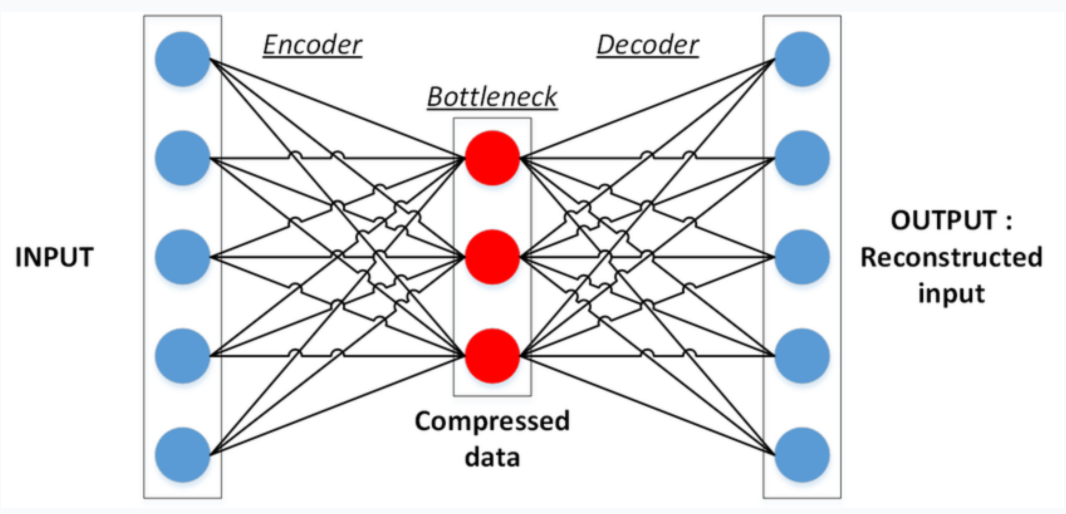 Encoder
Decoder
Bottleneck
INPUT
OUTPUT :
Reconstructed
input
Compressed
data